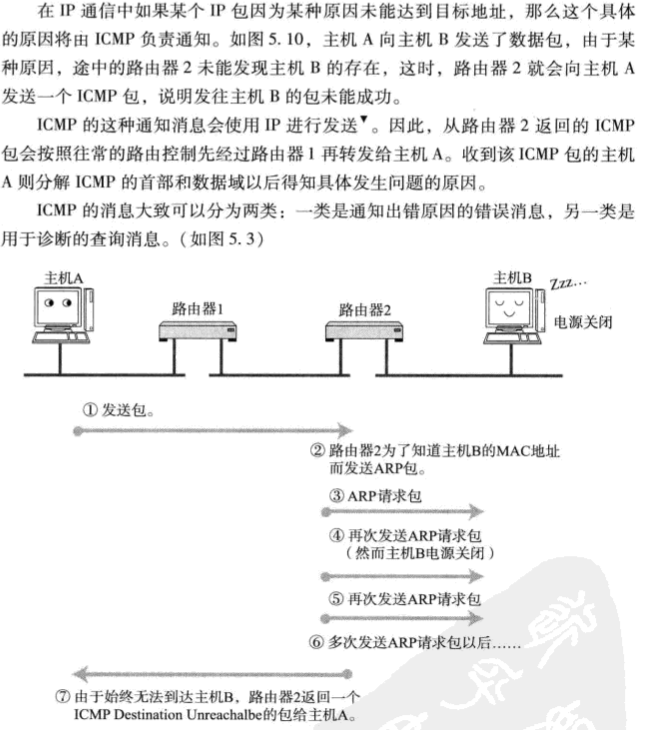 在 IP 通信中如果某个 IP 包因为某种原因未能达到目标地址，那么这个具体
的原因将由 ICMP 负责通知。如图 5.10，主机 A 向主机 B 发送了数据包，由于某
种原因，途中的路由器 2 未能发现主机 B 的存在，这时，路由器 2 就会向主机 A
发送一个 ICMP 包，说明发往主机 B 的包未能成功。
ICMP 的这种通知消息会使用 IP 进行发送▼。因此，从路由器 2 返回的 ICMP
包会按照往常的路由控制先经过路由器 1 再转发给主机 A。收到该 ICMP 包的主机
A 则分解 ICMP 的首部和数据域以后得知具体发生问题的原因。
ICMP 的消息大致可以分为两类：一类是通知出错原因的错误消息，另一类是
用于诊断的查询消息。（如图 5.3）
主机A
主机B
Zzz...
路由器1
路由器2
电源关闭
① 发送包。
② 路由器2为了知道主机B的MAC地址
而发送ARP包。
③ ARP请求包
④ 再次发送ARP请求包
（然而主机B电源关闭）
⑤ 再次发送ARP请求包
⑥ 多次发送ARP请求包以后……
⑦ 由于始终无法到达主机B，路由器2返回一个
ICMP Destination Unreachalbe的包给主机A。